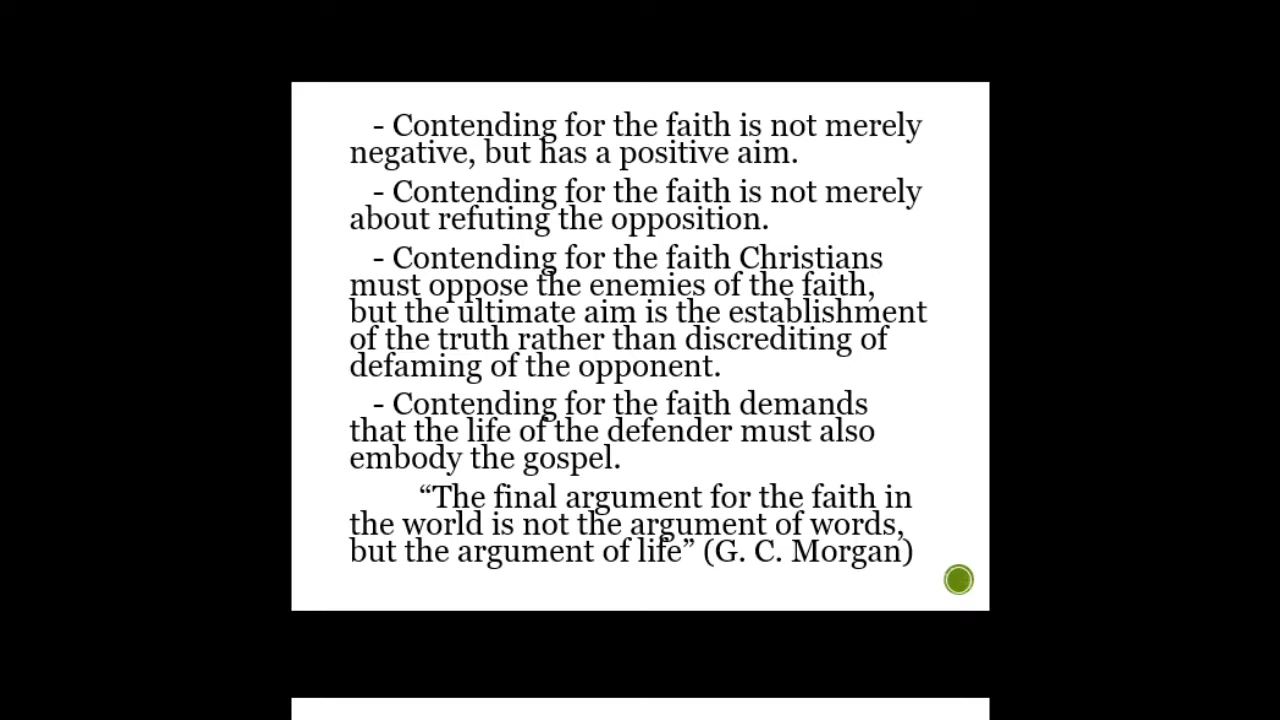 - Contending for the faith is not merely
negative, but has a positive aim.
- Contending for the faith is not merely
about refuting the opposition.
- Contending for the faith Christians
must oppose the enemies of the faith,
but the ultimate aim is the establishment
of the truth rather than discrediting of
defaming of the opponent.
- Contending for the faith demands
that the life of the defender must also
embody the gospel.
“The final argument for the faith in
the world is not the argument of words,
but the argument of life” (G. C. Morgan)